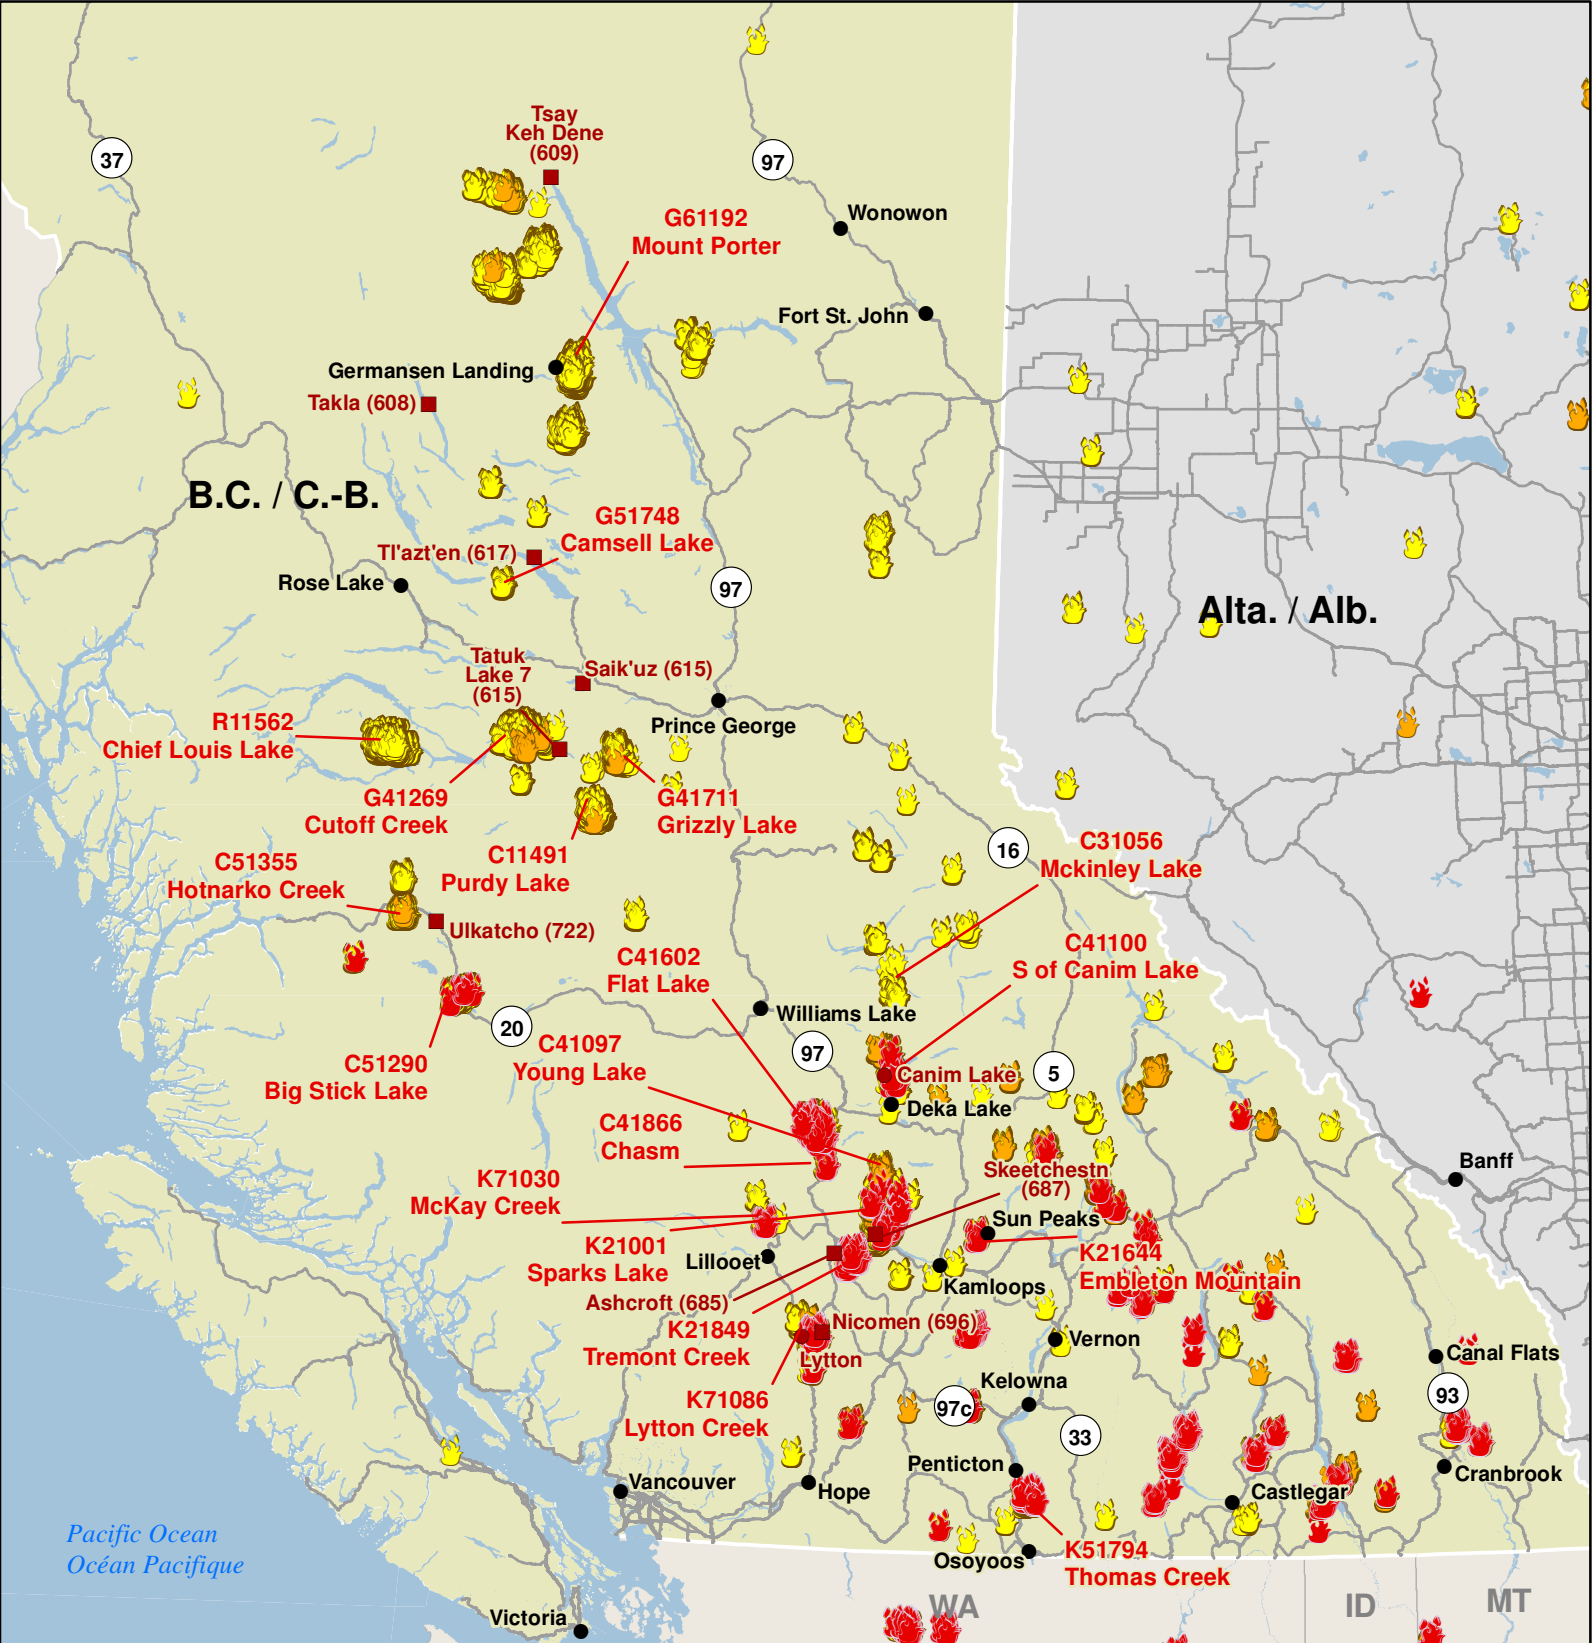 Tsay
Keh Dene
(609)
37
97
G61192
Mount Porter
Wonowon
Fort St. John
Germansen Landing
Takla (608)
B.C. / C.-B.
G51748
Camsell Lake
Tl'azt'en (617)
Rose Lake
97
Alta. / Alb.
Tatuk
Lake 7
(615)
Saik'uz (615)
R11562
Chief Louis Lake
Prince George
G41269
Cutoff Creek
G41711
Grizzly Lake
C11491
Purdy Lake
16
C31056
Mckinley Lake
C51355
Hotnarko Creek
Ulkatcho (722)
C41602
Flat Lake
C41100
S of Canim Lake
Williams Lake
20
97
C51290
Big Stick Lake
C41097
Young Lake
Canim Lake
5
Deka Lake
C41866
Chasm
Banff
Skeetchestn
(687)
K71030
McKay Creek
Sun Peaks
K21001
Sparks Lake
Lillooet
K21644
Embleton Mountain
Kamloops
Ashcroft (685)
Nicomen (696)
K21849
Tremont Creek
Lytton
Vernon
Canal Flats
Kelowna
K71086
Lytton Creek
97c
93
33
Penticton
Vancouver
Hope
Castlegar
Cranbrook
Pacific Ocean
Océan Pacifique
Osoyoos
K51794
Thomas Creek
Victoria
WA
ID
MT